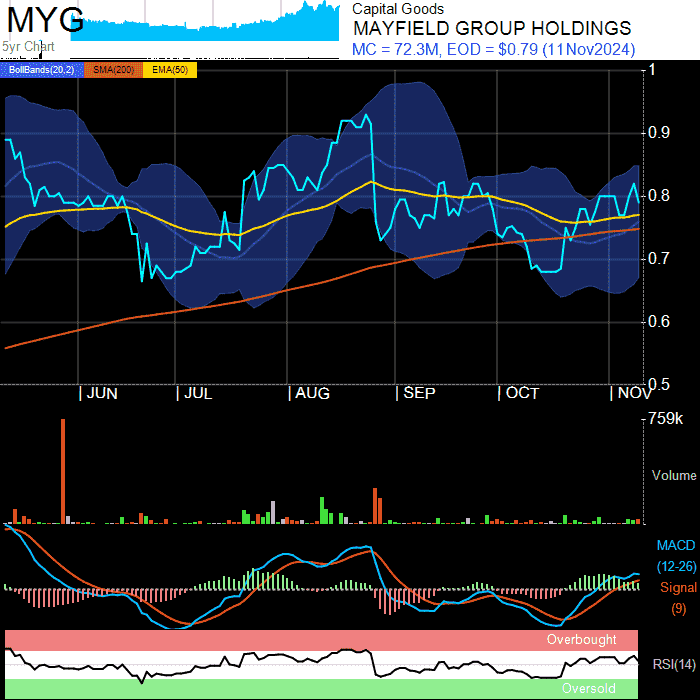 MYG
5yr Chart
Capital Goods
MAYFIELD GROUP HOLDINGS
MC = 72.3M, EOD = $0.79 (11Nov2024)
BollBands(20,2) SMA(200) EMA(50)
1
0.9
0.8
0.7
0.6
0.5
JUN JUL AUG SEP OCT NOV
759k
Volume
MACD
(12-26)
Signal
(9)
Overbought
RSI(14)
Oversold